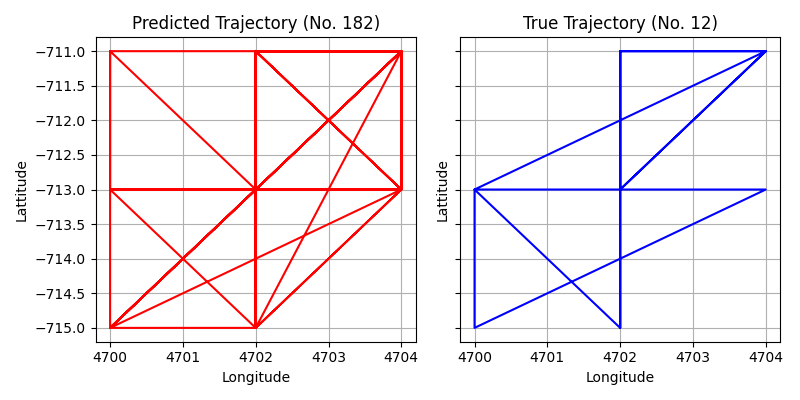 Predicted Trajectory (No. 182)
−711.0
−711.5
−712.0
−712.5
−713.0
−713.5
−714.0
−714.5
−715.0
Lattitude
4700 4701 4702 4703 4704
Longitude
True Trajectory (No. 12)
Lattitude
4700 4701 4702 4703 4704
Longitude